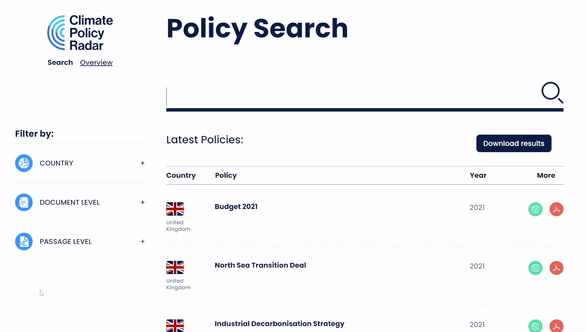 Climate
Policy
Radar
Search Overview
Policy Search
Filter by:
COUNTRY +
DOCUMENT LEVEL +
PASSAGE LEVEL +
Latest Policies:
Download results
Country Policy Year More
Budget 2021 2021
United
Kingdom
North Sea Transition Deal 2021
United
Kingdom
Industrial Decarbonisation Strategy 2021